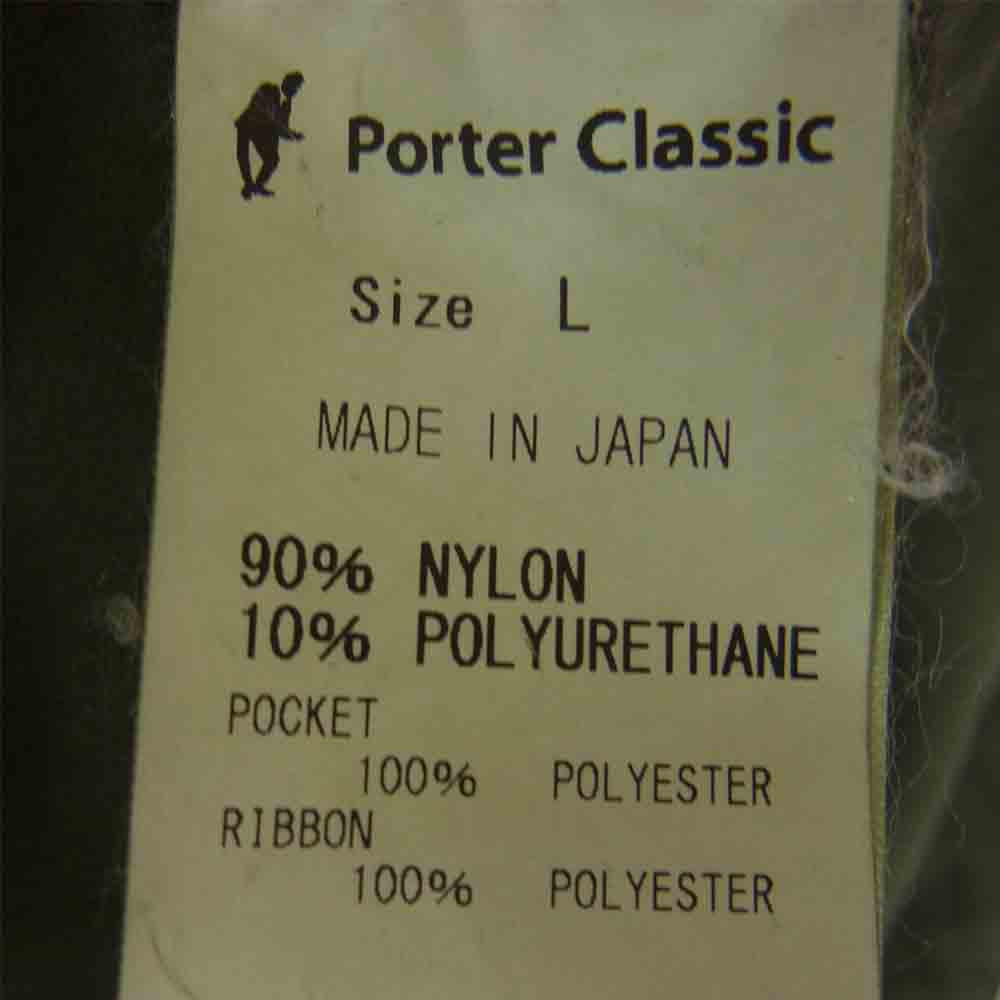 Porter Classic
Size L
MADE IN JAPAN
90% NYLON
10% POLYURETHANE
POCKET
100% POLYESTER
RIBBON
100% POLYESTER